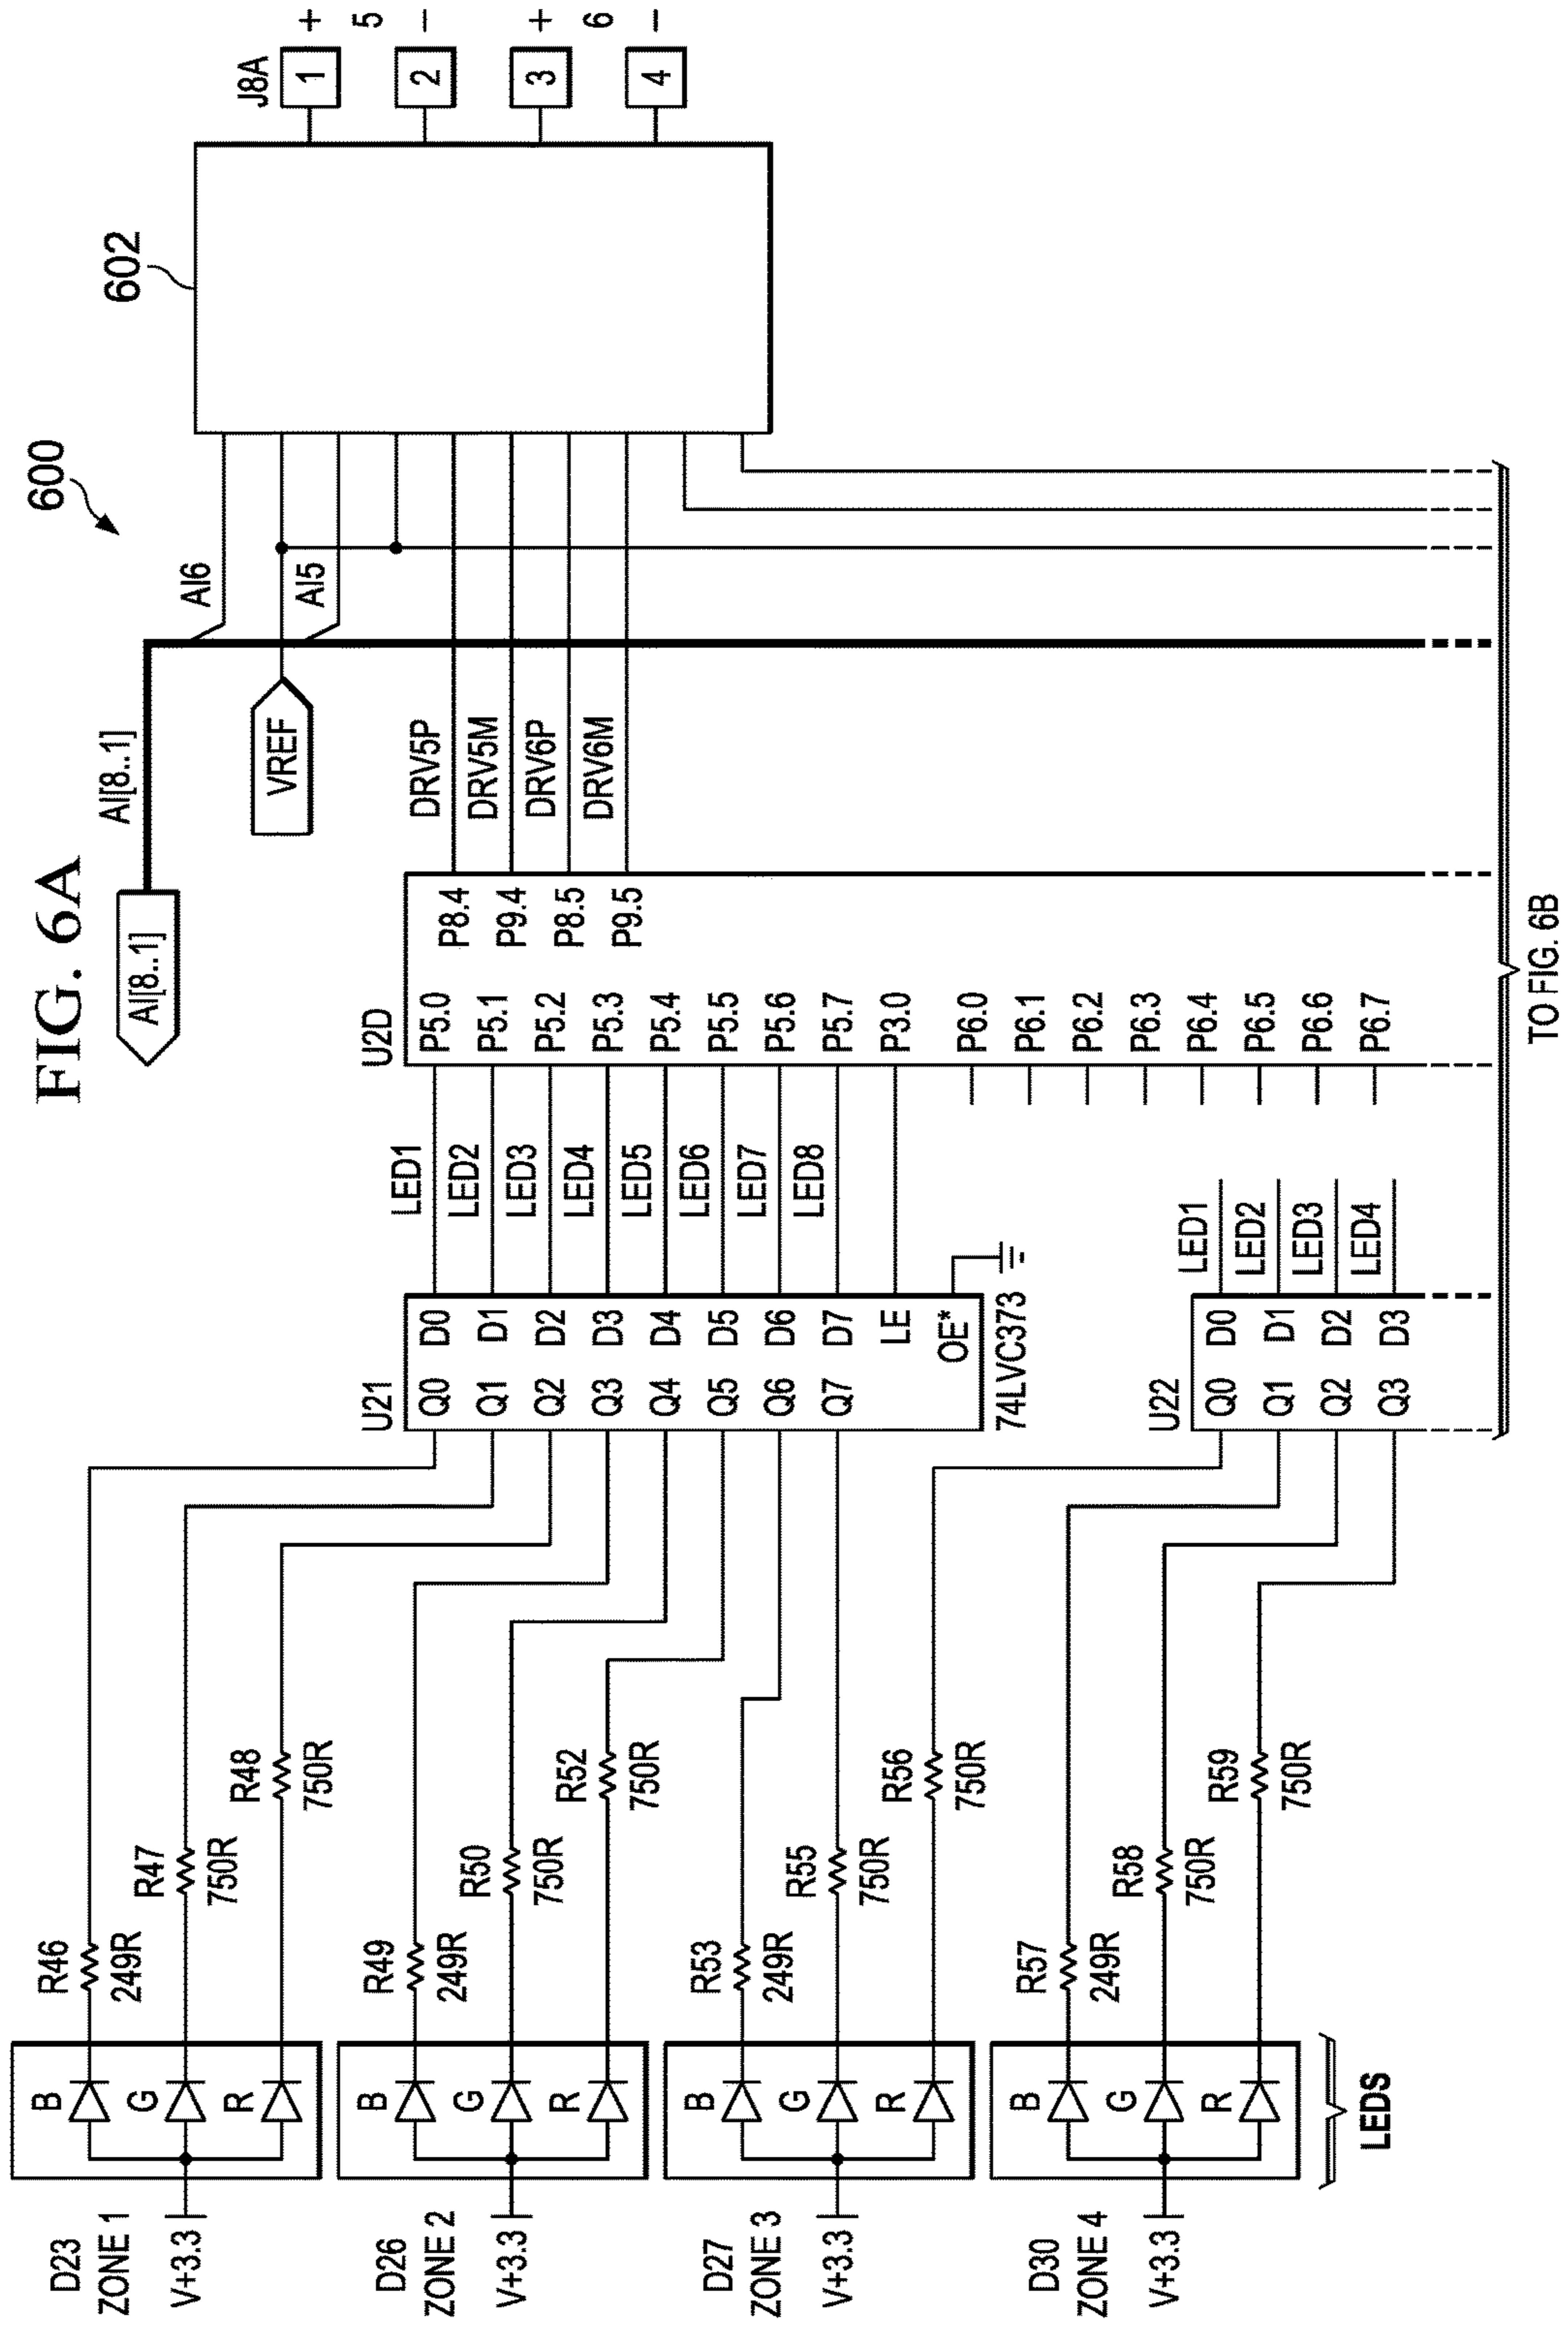 FIG. 6A
600
602
D23
ZONE 1
V+3.3
B
G
R
R46
249R
R47
750R
R48
750R
D26
ZONE 2
V+3.3
B
G
R
R49
249R
R50
750R
R52
750R
D27
ZONE 3
V+3.3
B
G
R
R53
249R
R55
750R
R56
750R
D30
ZONE 4
V+3.3
B
G
R
R57
249R
R58
750R
R59
750R
LEDS
U21
Q0 D0
Q1 D1
Q2 D2
Q3 D3
Q4 D4
Q5 D5
Q6 D6
Q7 D7
LE
OE*
74LVC373
LED1
LED2
LED3
LED4
LED5
LED6
LED7
LED8
U22
Q0 D0
Q1 D1
Q2 D2
Q3 D3
LED1
LED2
LED3
LED4
U2D
P5.0
P5.1
P5.2
P5.3
P5.4
P5.5
P5.6
P5.7
P3.0
P6.0
P6.1
P6.2
P6.3
P6.4
P6.5
P6.6
P6.7
P8.4
P9.4
P8.5
P9.5
DRV5P
DRV5M
DRV6P
DRV6M
AI[8..1]
AI[8..1]
VREF
AI6
AI5
J8A
1
2
3
4
+
5
−
+
6
−
TO FIG. 6B